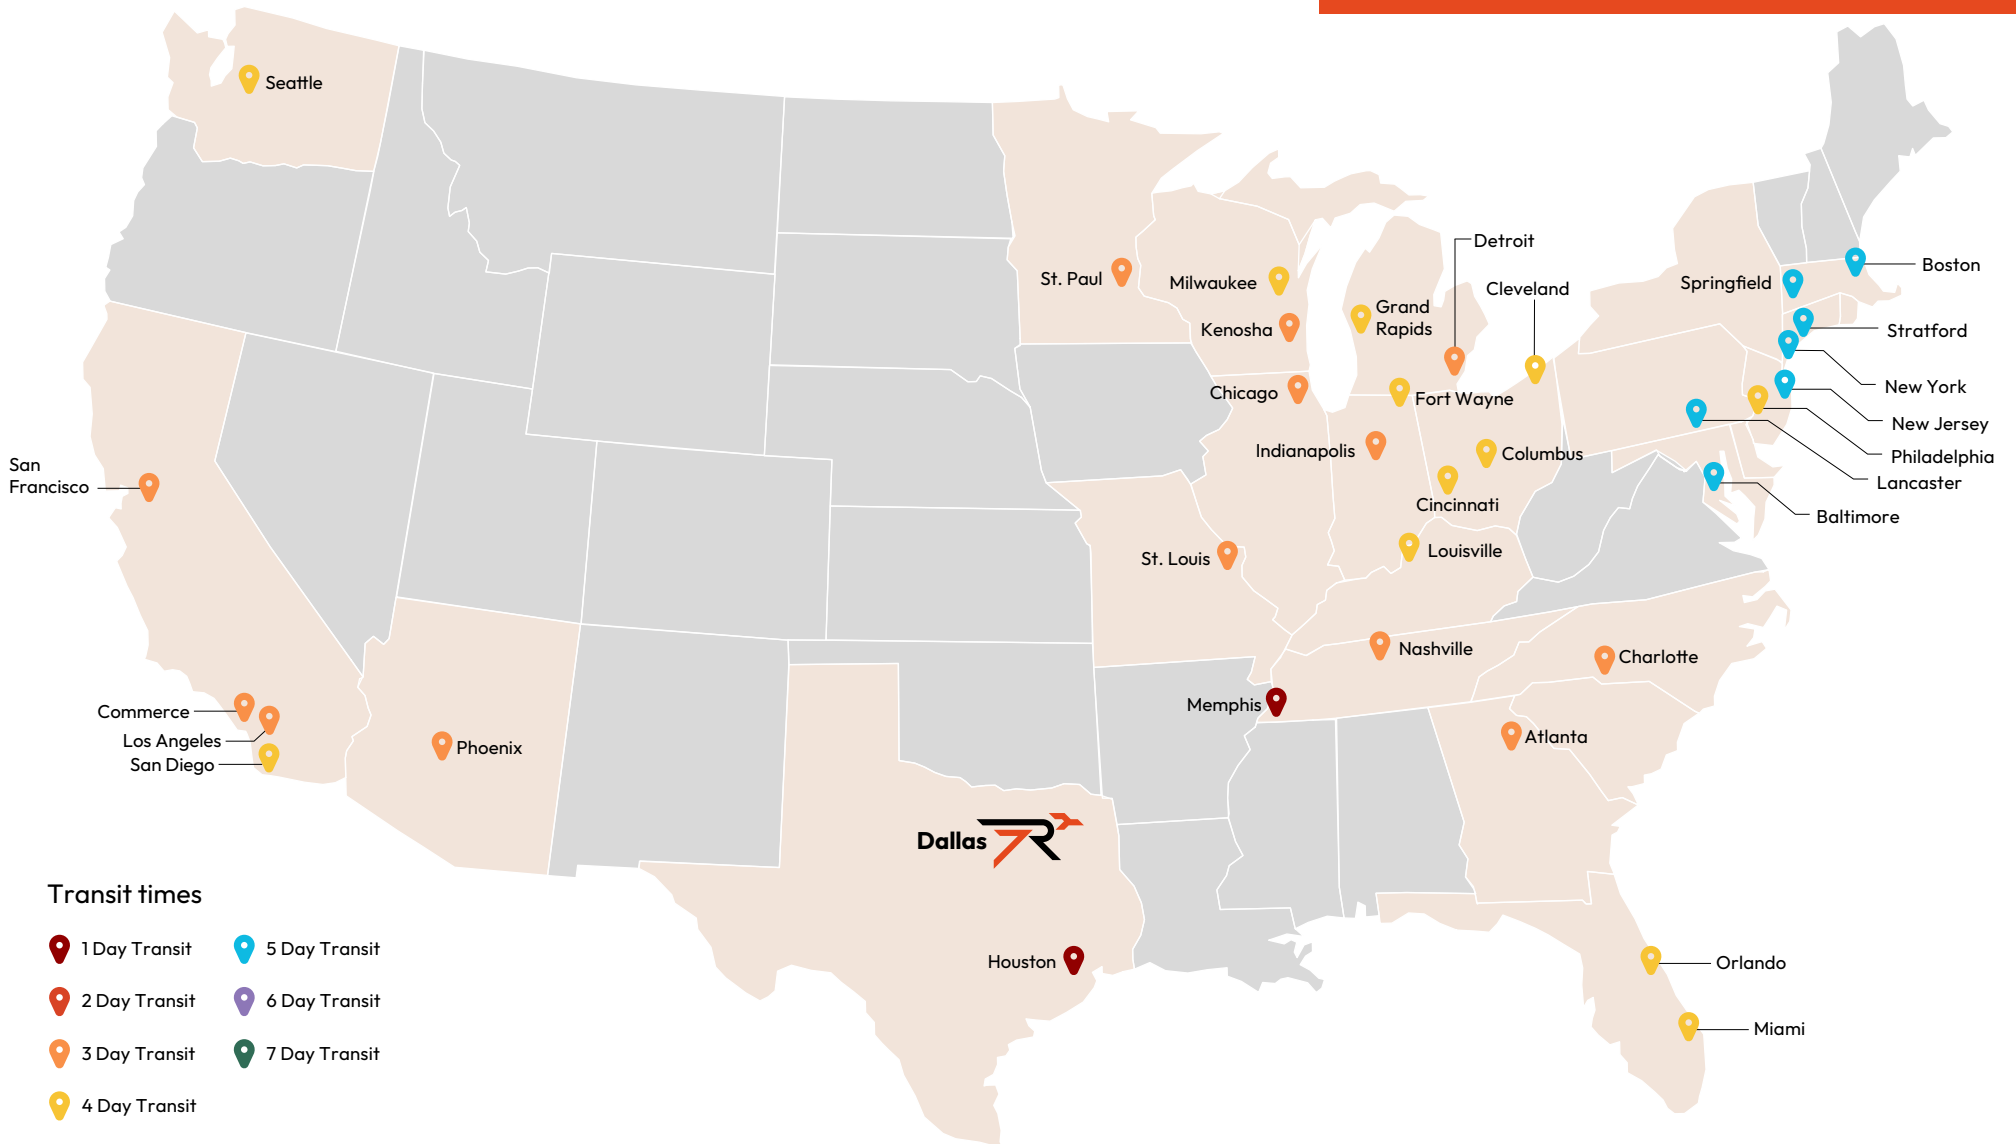 Seattle
Detroit
Boston
St. Paul
Milwaukee
Springfield
Cleveland
Grand
Rapids
Kenosha
Stratford
New York
Chicago
Fort Wayne
New Jersey
Indianapolis
Columbus
Philadelphia
San
Francisco
Lancaster
Cincinnati
Baltimore
Louisville
St. Louis
Nashville
Charlotte
Memphis
Commerce
Los Angeles
Atlanta
Phoenix
San Diego
Dallas 7R
Transit times
1 Day Transit
5 Day Transit
Houston
Orlando
2 Day Transit
6 Day Transit
Miami
3 Day Transit
7 Day Transit
4 Day Transit